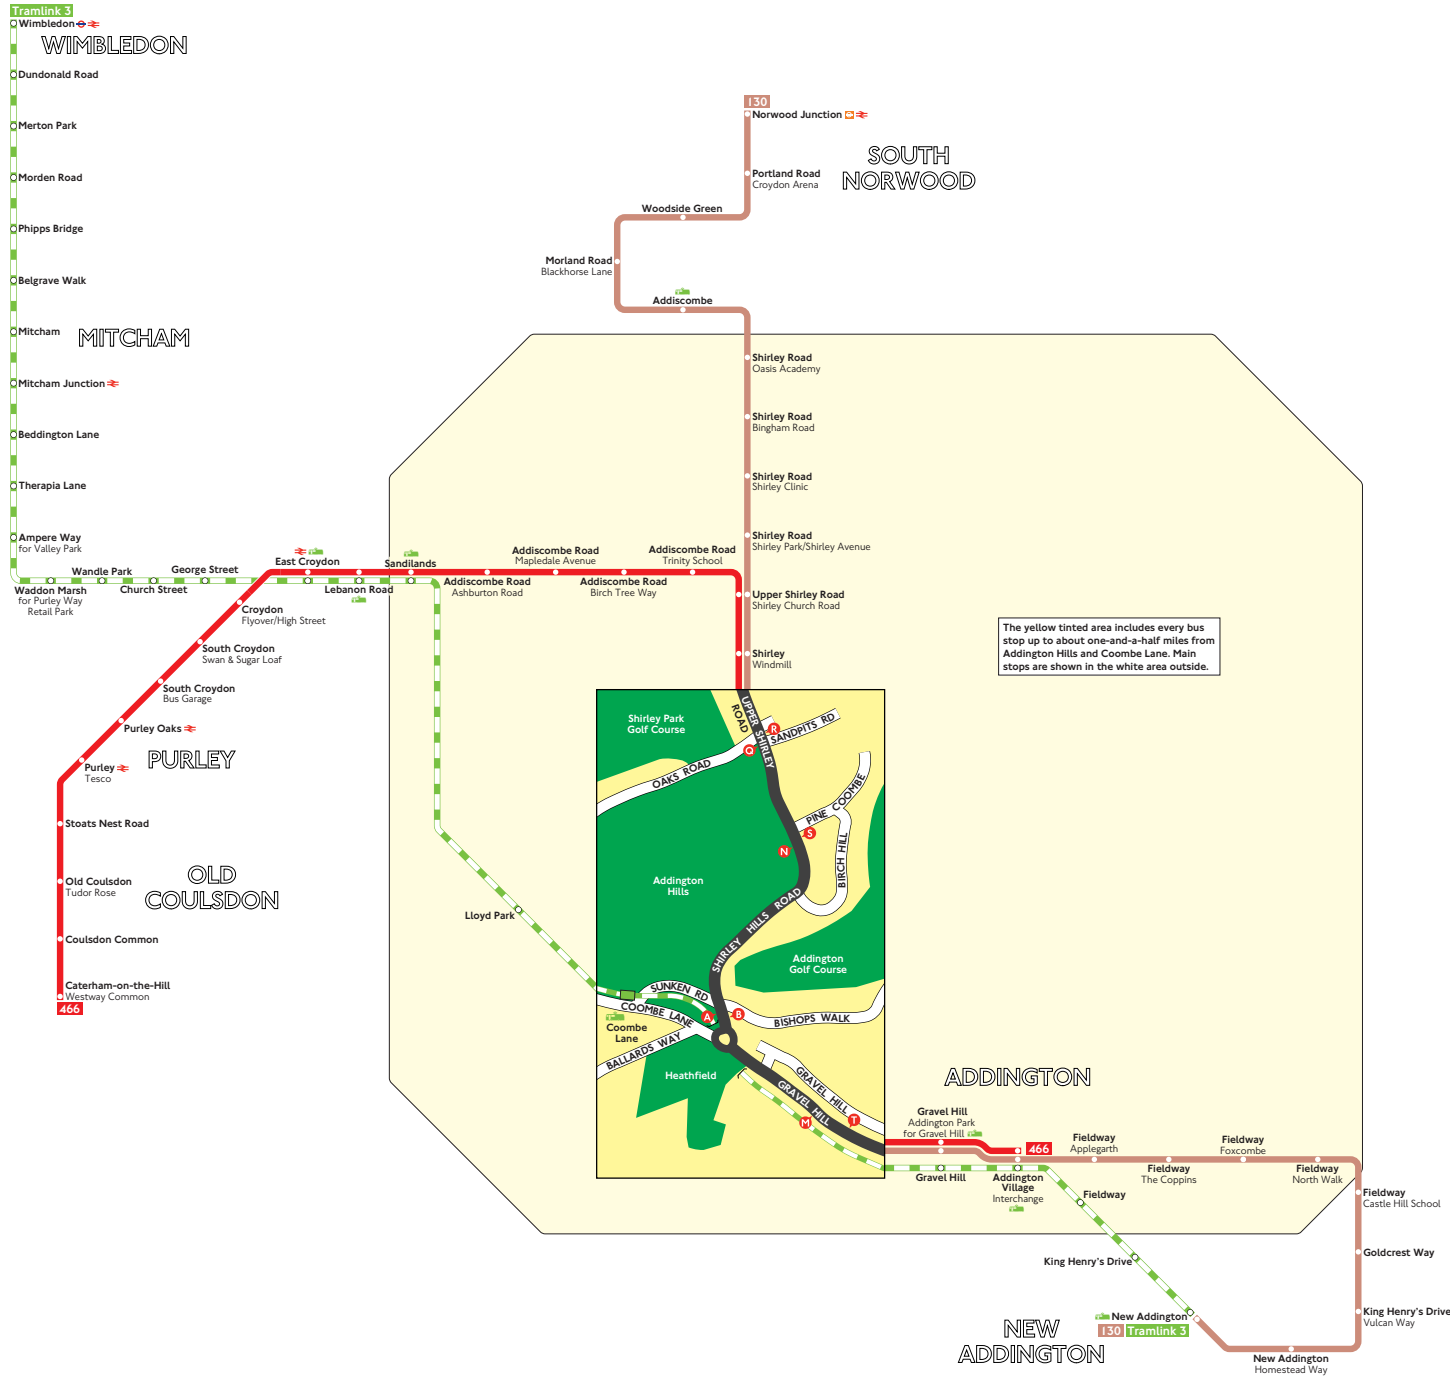 Tramlink 3
Wimbledon
WIMBLEDON
Dundonald Road
Merton Park
Morden Road
Phipps Bridge
Belgrave Walk
Mitcham
MITCHAM
Mitcham Junction
Beddington Lane
Therapia Lane
Ampere Way
for Valley Park
Waddon Marsh
for Purley Way
Retail Park
Wandle Park
Church Street
George Street
East Croydon
Lebanon Road
Sandilands
130
Norwood Junction
SOUTH
NORWOOD
Portland Road
Croydon Arena
Woodside Green
Morland Road
Blackhorse Lane
Addiscombe
Shirley Road
Oasis Academy
Shirley Road
Bingham Road
Shirley Road
Shirley Clinic
Shirley Road
Shirley Park/Shirley Avenue
Addiscombe Road
Ashburton Road
Addiscombe Road
Mapledale Avenue
Addiscombe Road
Birch Tree Way
Addiscombe Road
Trinity School
Upper Shirley Road
Shirley Church Road
Shirley
Windmill
Croydon
Flyover/High Street
South Croydon
Swan & Sugar Loaf
South Croydon
Bus Garage
Purley Oaks
PURLEY
Purley
Tesco
Stoats Nest Road
Old Coulsdon
Tudor Rose
OLD
COULSDON
Coulsdon Common
Caterham-on-the-Hill
Westway Common
466
The yellow tinted area includes every bus
stop up to about one-and-a-half miles from
Addington Hills and Coombe Lane. Main
stops are shown in the white area outside.
Lloyd Park
Shirley Park
Golf Course
UPPER SHIRLEY
ROAD
R
SANDPITS RD
Q
OAKS ROAD
PINE COOMBE
S
N
BIRCH HILL
Addington
Hills
SHIRLEY HILLS ROAD
Addington
Golf Course
SUNKEN RD
COOMBE LANE
A
B
BISHOPS WALK
Coombe
Lane
BALLARDS WAY
Heathfield
GRAVEL HILL
GRAVEL HILL
M
T
ADDINGTON
Gravel Hill
Addington Park
for Gravel Hill
466
Gravel Hill
Addington
Village
Interchange
Fieldway
Applegarth
Fieldway
The Coppins
Fieldway
Foxcombe
Fieldway
North Walk
Fieldway
Castle Hill School
Fieldway
King Henry's Drive
Goldcrest Way
King Henry's Drive
Vulcan Way
New Addington
130 Tramlink 3
NEW
ADDINGTON
New Addington
Homestead Way